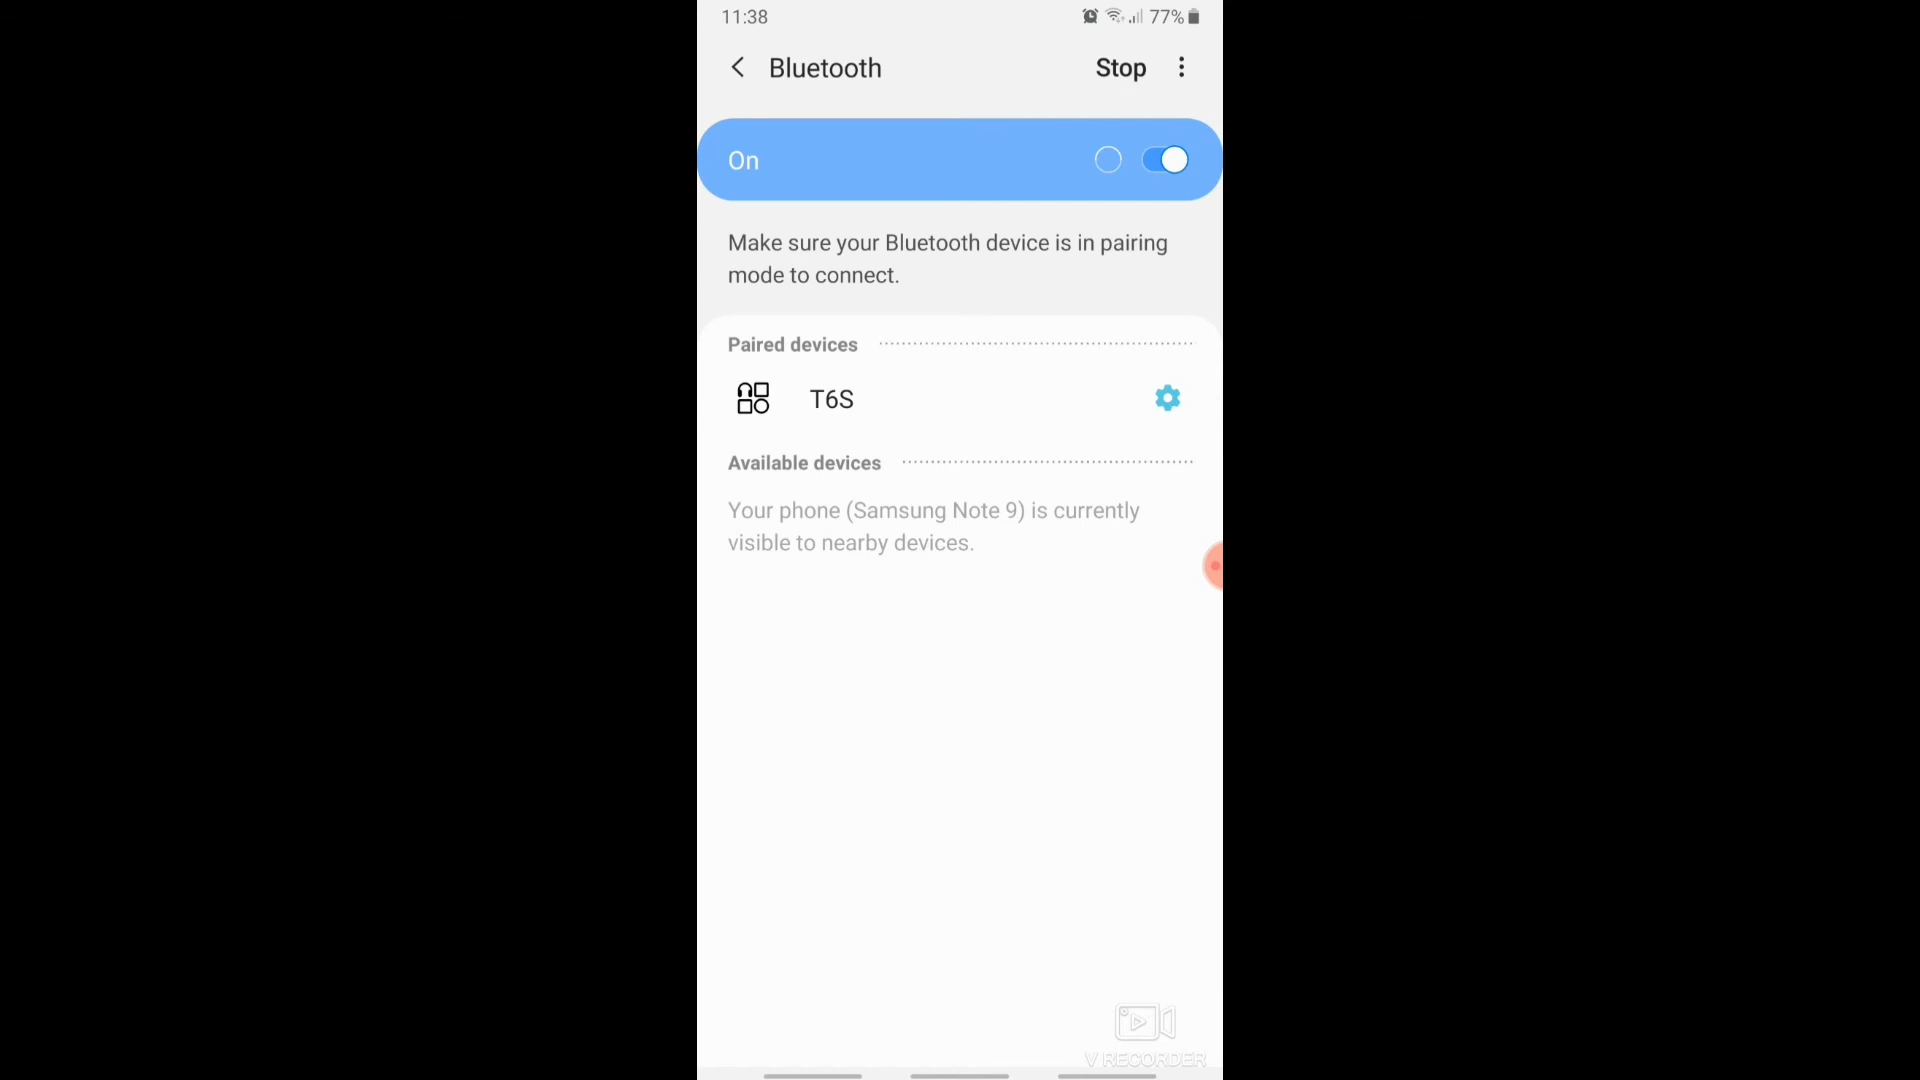 11:38
77%
Bluetooth
Stop
On
Make sure your Bluetooth device is in pairing
mode to connect.
Paired devices
T6S
Available devices
Your phone (Samsung Note 9) is currently
visible to nearby devices.
V RECORDER